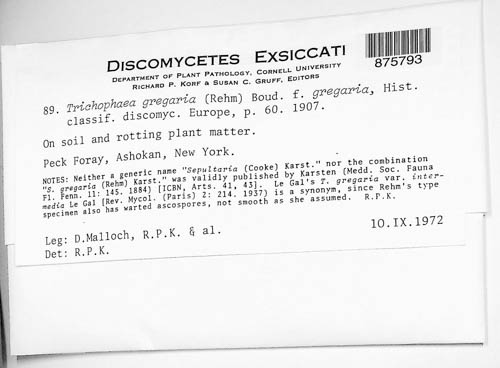 DISCOMYCETES EXSICCATI
DEPARTMENT OF PLANT PATHOLOGY, CORNELL UNIVERSITY
RICHARD P. KORF & SUSAN C. GRUFF, EDITORS
875793
89. Trichophaea gregaria (Rehm) Boud. f. gregaria, Hist.
classif. discomyc. Europe, p. 60. 1907.
On soil and rotting plant matter.
Peck Foray, Ashokan, New York.
NOTES: Neither a generic name "Sepultaria (Cooke) Karst." nor the combination
"S. gregaria (Rehm) Karst." was validly published by Karsten (Medd. Soc. Fauna
Fl. Fenn. 11: 145. 1884) [ICBN, Arts. 41, 43]. Le Gal's T. gregaria var. inter-
media Le Gal [Rev. Mycol. (Paris) 2: 214. 1937) is a synonym, since Rehm's type
specimen also has warted ascospores, not smooth as she assumed. R.P.K.
Leg: D.Malloch, R.P.K. & al.
Det: R.P.K.
10.IX.1972